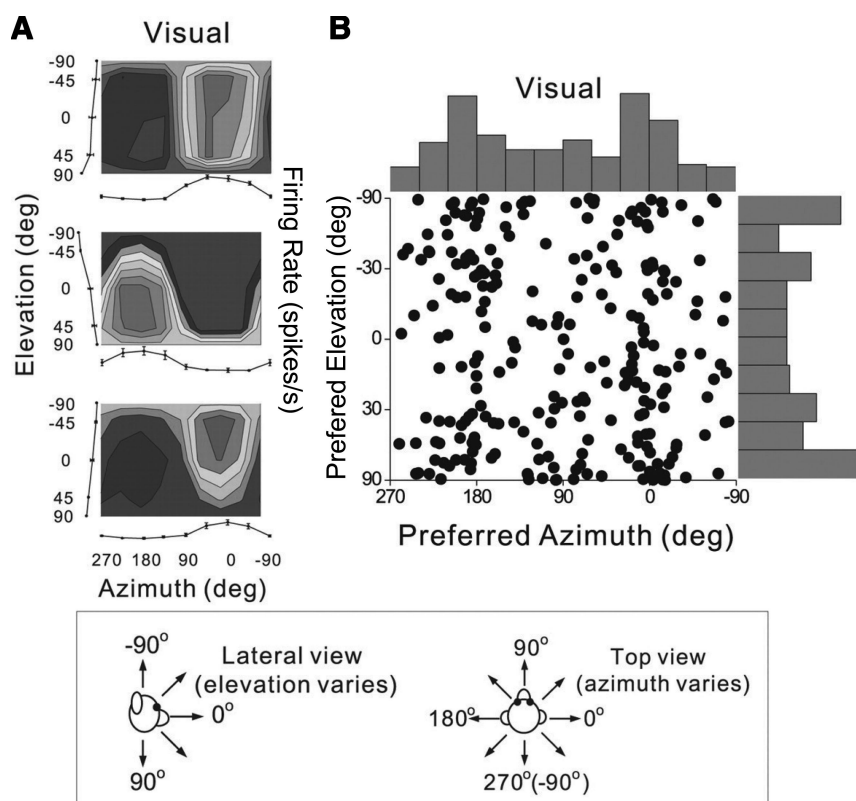 A
Visual
-90
-45
0
45
90
-90
-45
0
45
90
-90
-45
0
45
90
Elevation (deg)
Firing Rate (spikes/s)
270 180 90 0 -90
Azimuth (deg)
B
Visual
-90
-30
0
30
90
Prefered Elevation (deg)
270 180 90 0 -90
Preferred Azimuth (deg)
-90°
Lateral view
(elevation varies)
0°
90°
90°
Top view
(azimuth varies)
180° 0°
270°(-90°)